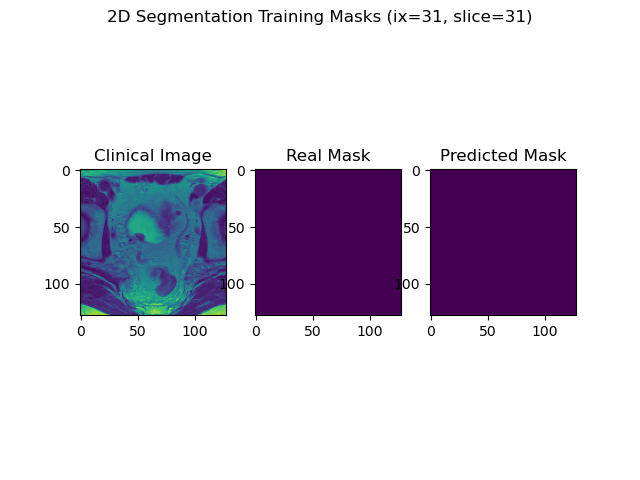 2D Segmentation Training Masks (ix=31, slice=31)
Clinical Image Real Mask Predicted Mask
0 0 0
50 50 50
100 100 100
0 50 100 0 50 100 0 50 100